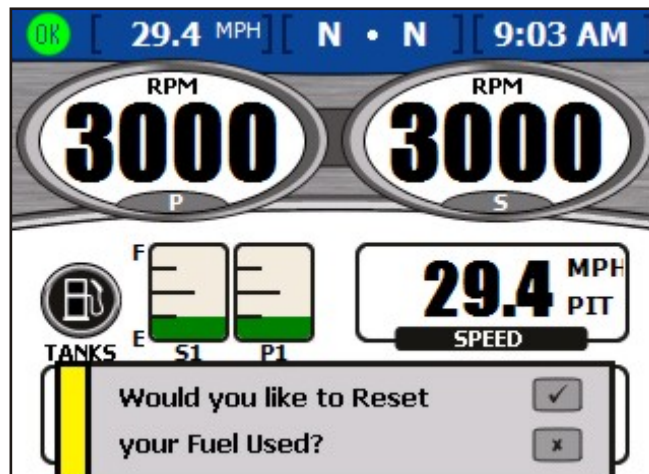 OK [ 29.4 MPH ] [ N • N ] [ 9:03 AM ]
RPM RPM
3000 3000
P S
F
E
TANKS S1 P1
29.4 MPH
PIT
SPEED
Would you like to Reset
your Fuel Used?